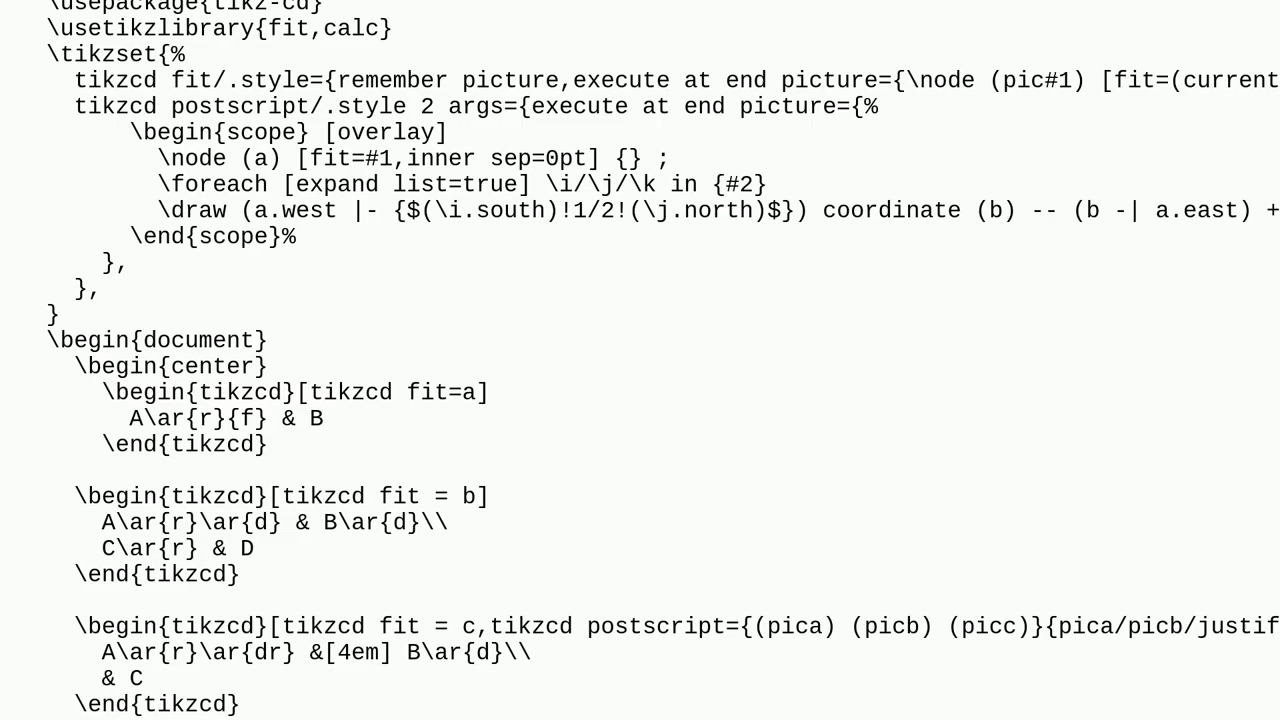 \usepackage{tikz-cd}
\usetikzlibrary{fit,calc}
\tikzset{%
  tikzcd fit/.style={remember picture,execute at end picture={\node (pic#1) [fit=(current
  tikzcd postscript/.style 2 args={execute at end picture={%
      \begin{scope} [overlay]
        \node (a) [fit=#1,inner sep=0pt] {} ;
        \foreach [expand list=true] \i/\j/\k in {#2}
        \draw (a.west |- {$(\i.south)!1/2!(\j.north)$}) coordinate (b) -- (b -| a.east) +
      \end{scope}%
    },
  },
}
\begin{document}
  \begin{center}
    \begin{tikzcd}[tikzcd fit=a]
      A\ar{r}{f} & B
    \end{tikzcd}

  \begin{tikzcd}[tikzcd fit = b]
    A\ar{r}\ar{d} & B\ar{d}\\
    C\ar{r} & D
  \end{tikzcd}

  \begin{tikzcd}[tikzcd fit = c,tikzcd postscript={(pica) (picb) (picc)}{pica/picb/justif
    A\ar{r}\ar{dr} &[4em] B\ar{d}\\
    & C
  \end{tikzcd}